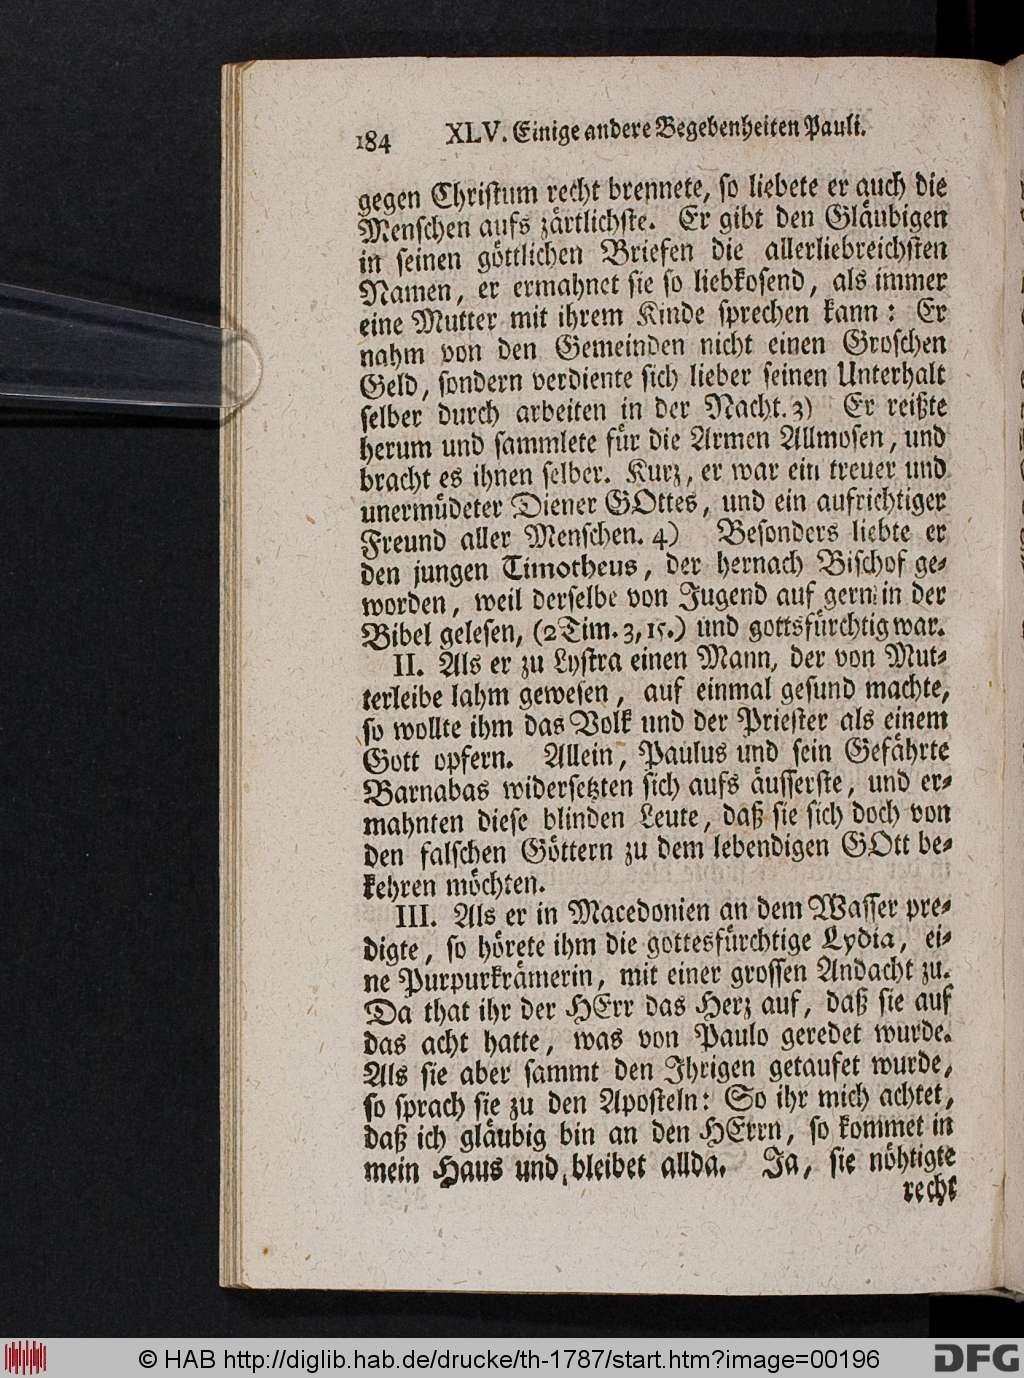 184 XLV. Einige andere Begebenheiten Pauli.
gegen Christum recht brennete, so liebete er auch die
Menschen aufs zärtlichste. Er gibt den Gläubigen
in seinen göttlichen Briefen die allerliebreichsten
Namen, er ermahnet sie so liebkosend, als immer
eine Mutter mit ihrem Kinde sprechen kann: Er
nahm von den Gemeinden nicht einen Groschen
Geld, sondern verdiente sich lieber seinen Unterhalt
selber durch arbeiten in der Nacht. 3) Er reißte
herum und sammlete für die Armen Allmosen, und
bracht es ihnen selber. Kurz, er war ein treuer und
unermüdeter Diener GOttes, und ein aufrichtiger
Freund aller Menschen. 4) Besonders liebte er
den jungen Timotheus, der hernach Bischof ge-
worden, weil derselbe von Jugend auf gern in der
Bibel gelesen, (2 Tim. 3, 15.) und gottsfürchtig war.
II. Als er zu Lystra einen Mann, der von Mut-
terleibe lahm gewesen, auf einmal gesund machte,
so wollte ihm das Volk und der Priester als einem
Gott opfern. Allein, Paulus und sein Gefährte
Barnabas widersetzten sich aufs äusserste, und er-
mahnten diese blinden Leute, daß sie sich doch von
den falschen Göttern zu dem lebendigen GOtt be-
kehren möchten.
III. Als er in Macedonien an dem Wasser pre-
digte, so hörete ihm die gottesfürchtige Lydia, ei-
ne Purpurkrämerin, mit einer grossen Andacht zu.
Da that ihr der HErr das Herz auf, daß sie auf
das acht hatte, was von Paulo geredet wurde.
Als sie aber sammt den Ihrigen getaufet wurde,
so sprach sie zu den Aposteln: So ihr mich achtet,
daß ich gläubig bin an den HErrn, so kommet in
mein Haus und bleibet allda. Ja, sie nöhtigte
recht
© HAB http://diglib.hab.de/drucke/th-1787/start.htm?image=00196
DFG